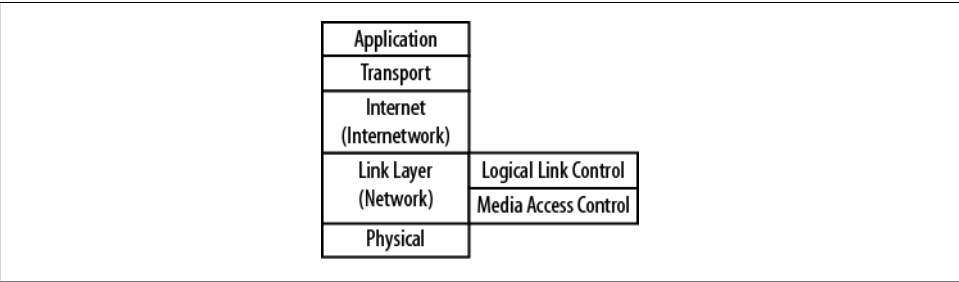 Application
Transport
Internet
(Internetwork)
Link Layer
(Network)
Logical Link Control
Media Access Control
Physical